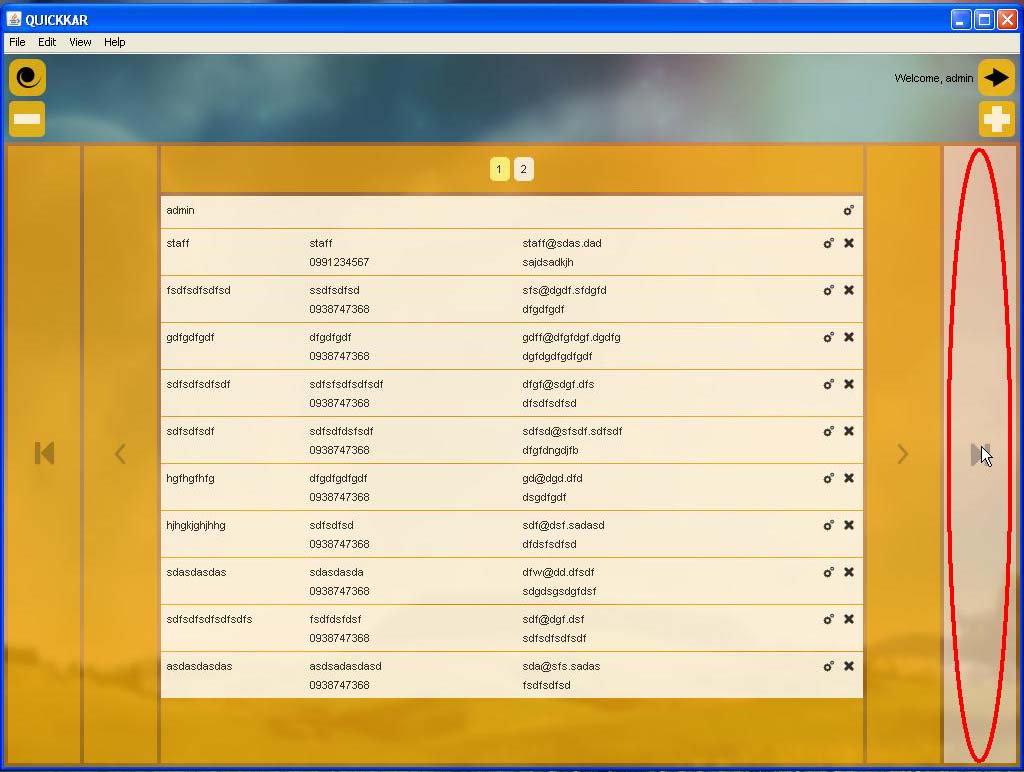 QUICKKAR
File Edit View Help
Welcome, admin
1 2
admin
staff staff staff@sdas.dad
0991234567 sajdsadkjh
fsdfsdfsdfsd ssdfsdfsd sfs@dgdf.sfdgfd
0938747368 dfgdfgdf
gdfgdfgdf dfgdfgdf gdff@dfgfdgf.dgdfg
0938747368 dgfdgdfgdfgdf
sdfsdfsdfsdf sdfsfsdfsdfsdf dfgf@sdgf.dfs
0938747368 dfsdfsdfsd
sdfsdfsdf sdfsdfdsfsdf sdfsd@sfsdf.sdfsdf
0938747368 dfgfdngdjfb
hgfhgfhfg dfgdfgdfgdf gd@dgd.dfd
0938747368 dsgdfgdf
hjhgkjghjhhg sdfsdfsd sdf@dsf.sadasd
0938747368 dfdsfsdfsd
sdasdasdas sdasdasda dfw@dd.dfsdf
0938747368 sdgdsgsdgfdsf
sdfsdfsdfsdfsdfs fsdfdsfdsf sdf@dgf.dsf
0938747368 sdfsdfsdfsdf
asdasdasdas asdsadasdasd sda@sfs.sadas
0938747368 fsdfsdfsd